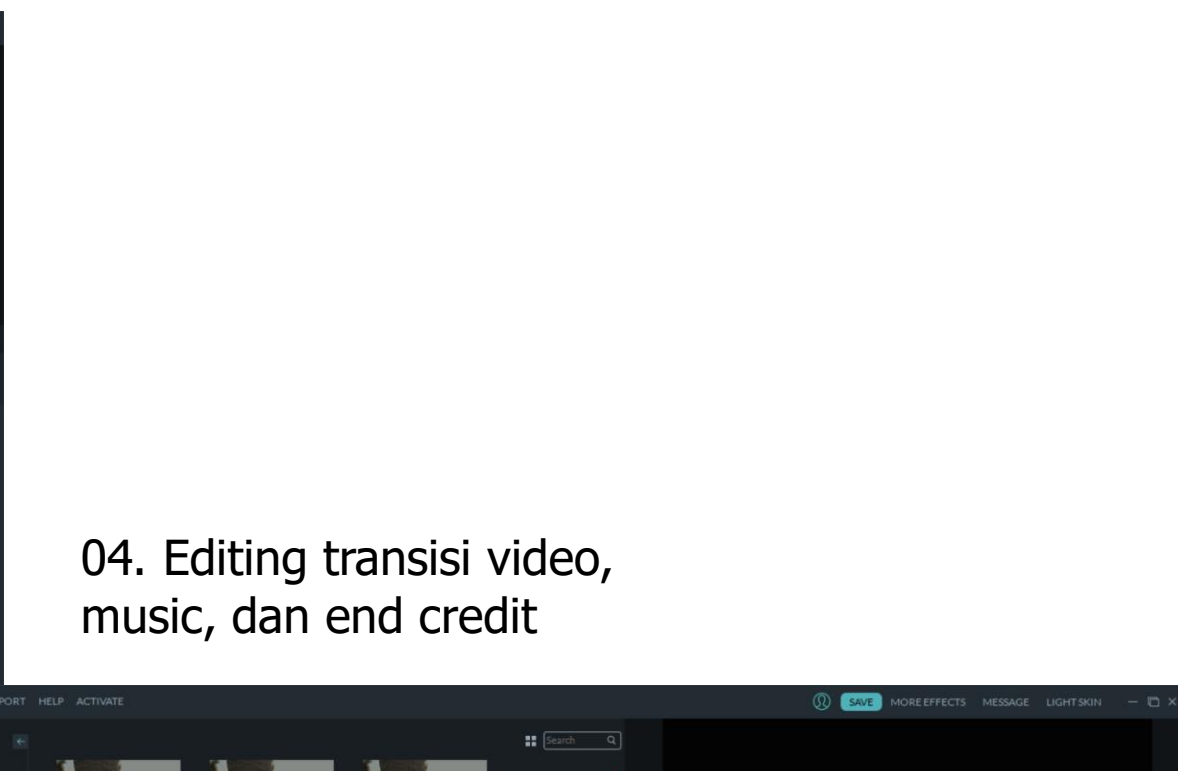 04. Editing transisi video,
music, dan end credit
PORT HELP ACTIVATE SAVE MORE EFFECTS MESSAGE LIGHT SKIN
Search